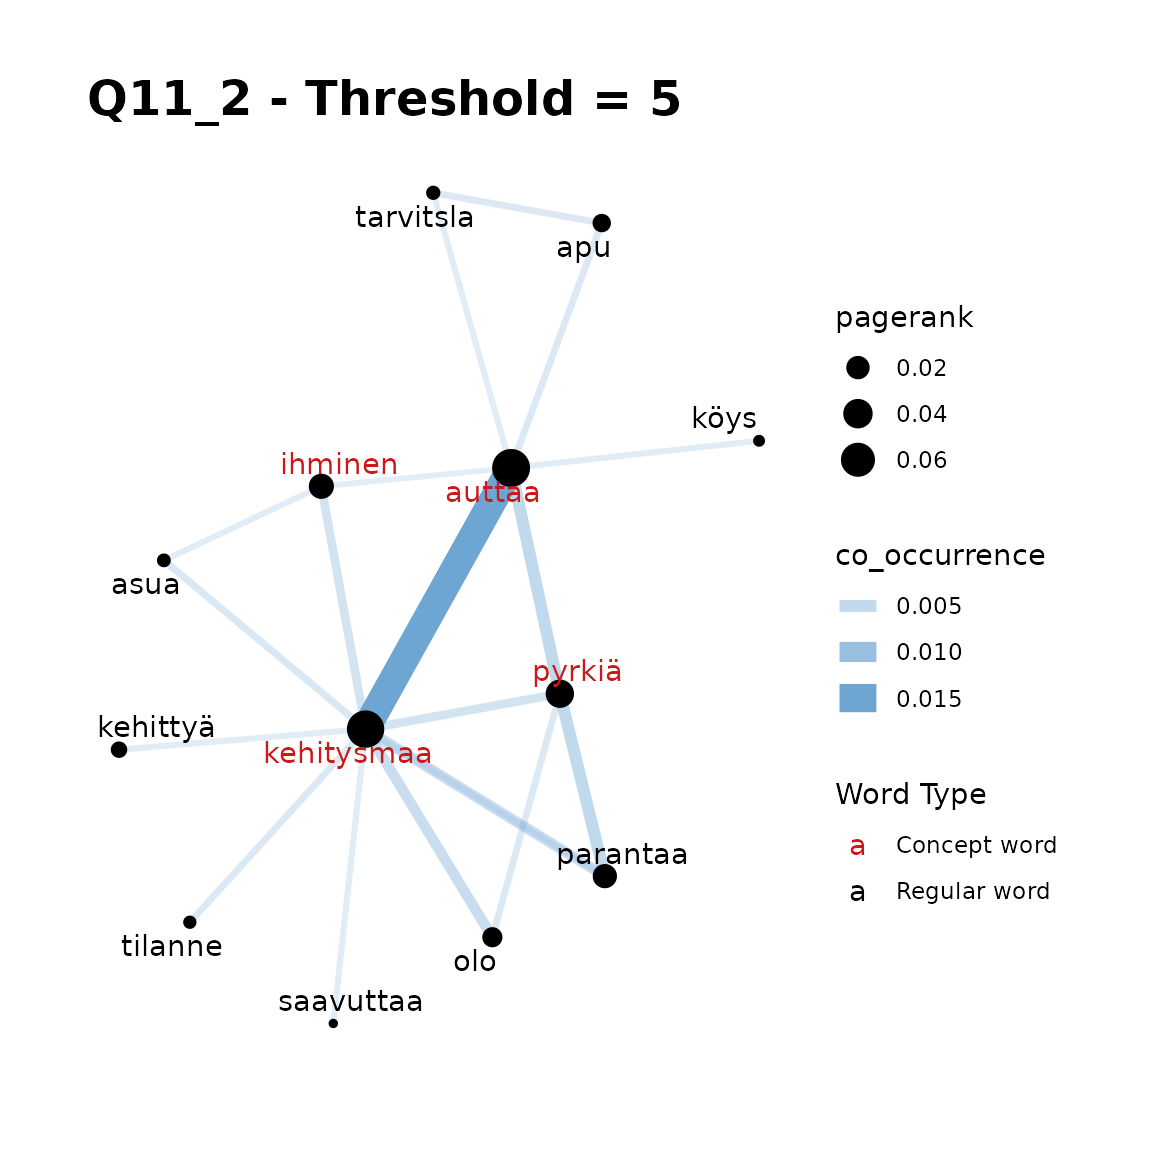 Q11_2 - Threshold = 5
tarvitsla
apu
köys
ihminen
auttaa
asua
pyrkiä
kehittyä
kehitysmaa
parantaa
tilanne
olo
saavuttaa
pagerank
0.02
0.04
0.06
co_occurrence
0.005
0.010
0.015
Word Type
a Concept word
a Regular word